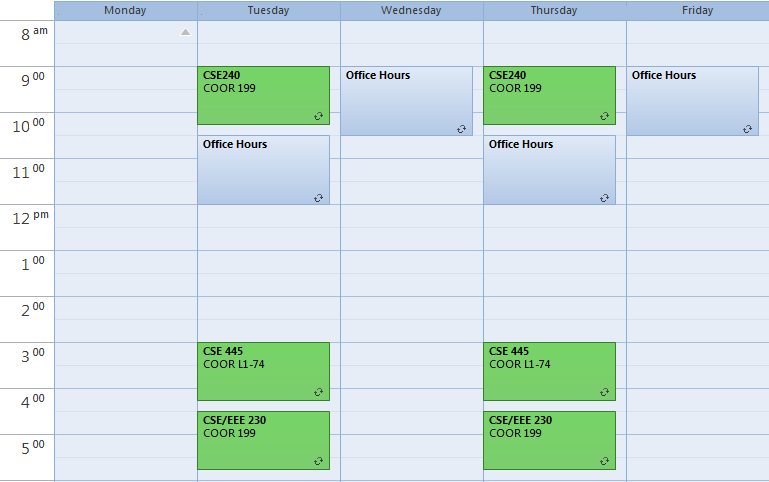 Monday Tuesday Wednesday Thursday Friday
8 am
9 00
CSE240
COOR 199
Office Hours
CSE240
COOR 199
Office Hours
10 00
Office Hours
Office Hours
11 00
12 pm
1 00
2 00
3 00
CSE 445
COOR L1-74
CSE 445
COOR L1-74
4 00
CSE/EEE 230
COOR 199
CSE/EEE 230
COOR 199
5 00